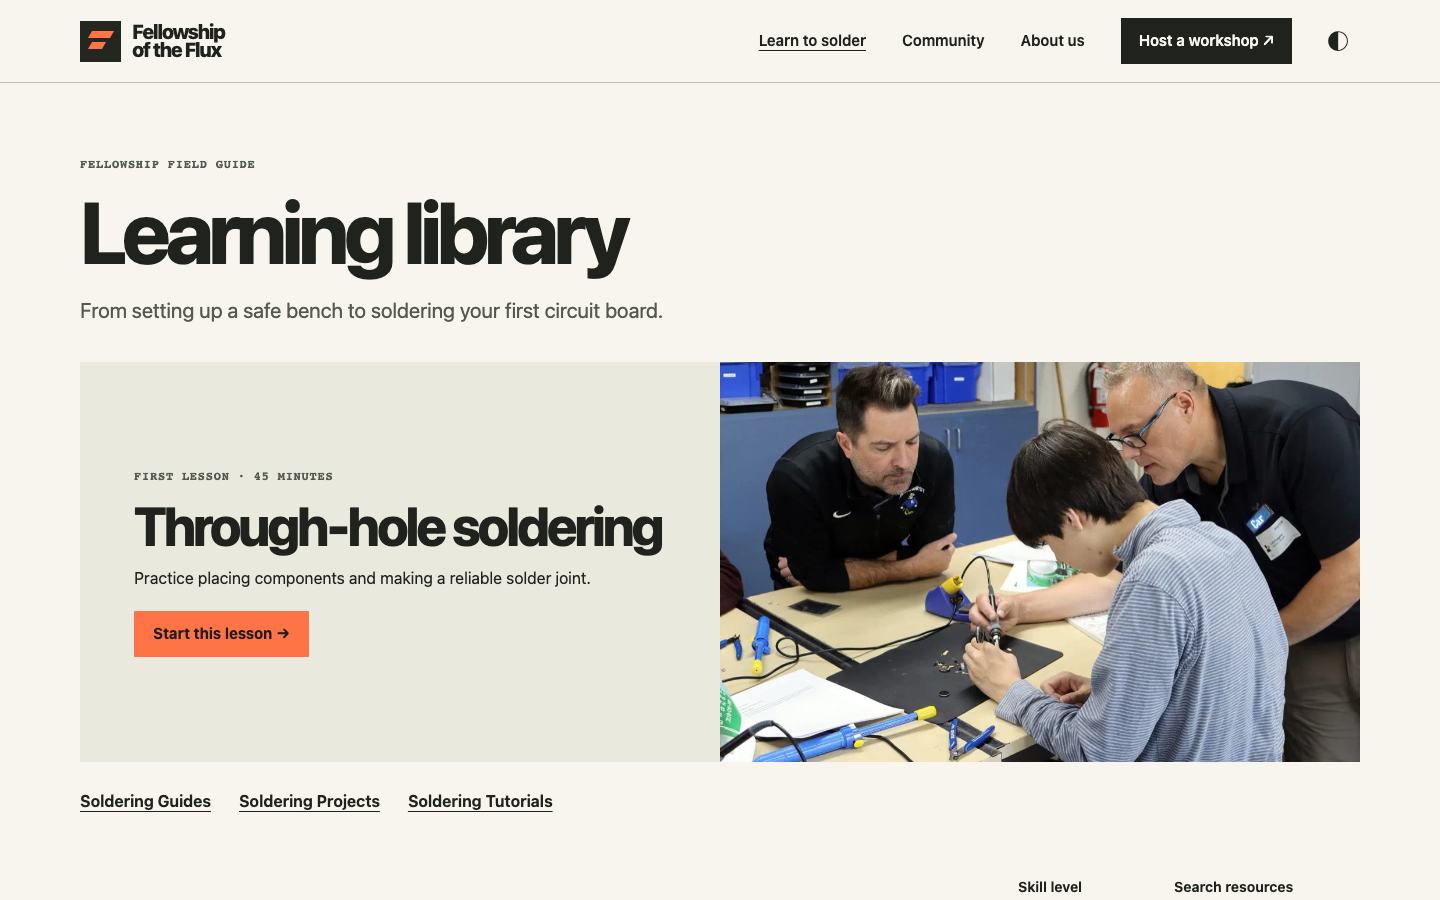 Fellowship
of the Flux
Learn to solder
Community
About us
Host a workshop ↗
FELLOWSHIP FIELD GUIDE
Learning library
From setting up a safe bench to soldering your first circuit board.
FIRST LESSON · 45 MINUTES
Through-hole soldering
Practice placing components and making a reliable solder joint.
Start this lesson →
Soldering Guides
Soldering Projects
Soldering Tutorials
Skill level
Search resources